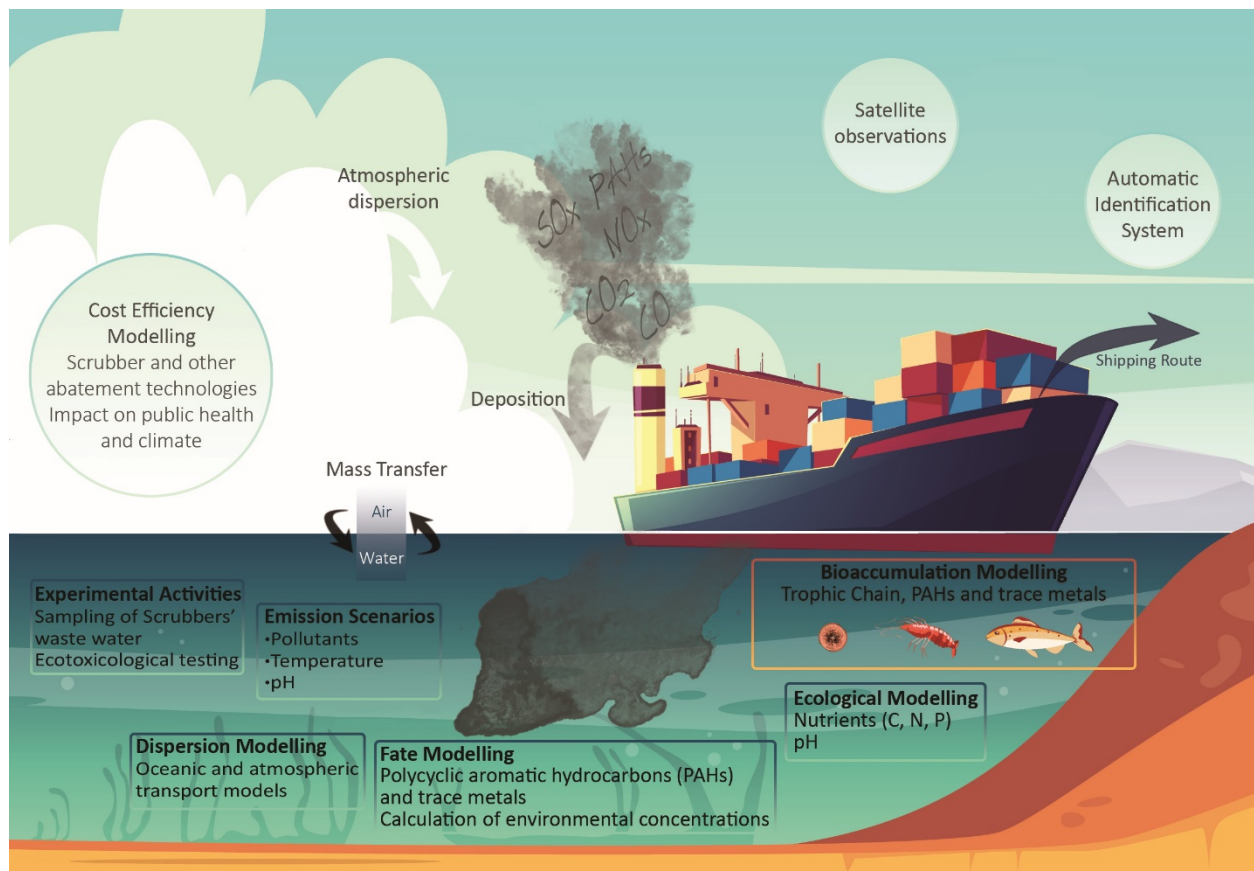 Satellite
observations
Automatic
Identification
System
Atmospheric
dispersion
SOx
PAHs
NOx
CO2
CO
Cost Efficiency
Modelling
Scrubber and other
abatement technologies
Impact on public health
and climate
Shipping Route
Deposition
Mass Transfer
Air
Water
Experimental Activities
Sampling of Scrubbers'
waste water
Ecotoxicological testing
Emission Scenarios
•Pollutants
•Temperature
•pH
Bioaccumulation Modelling
Trophic Chain, PAHs and trace metals
Ecological Modelling
Nutrients (C, N, P)
pH
Dispersion Modelling
Oceanic and atmospheric
transport models
Fate Modelling
Polycyclic aromatic hydrocarbons (PAHs)
and trace metals
Calculation of environmental concentrations